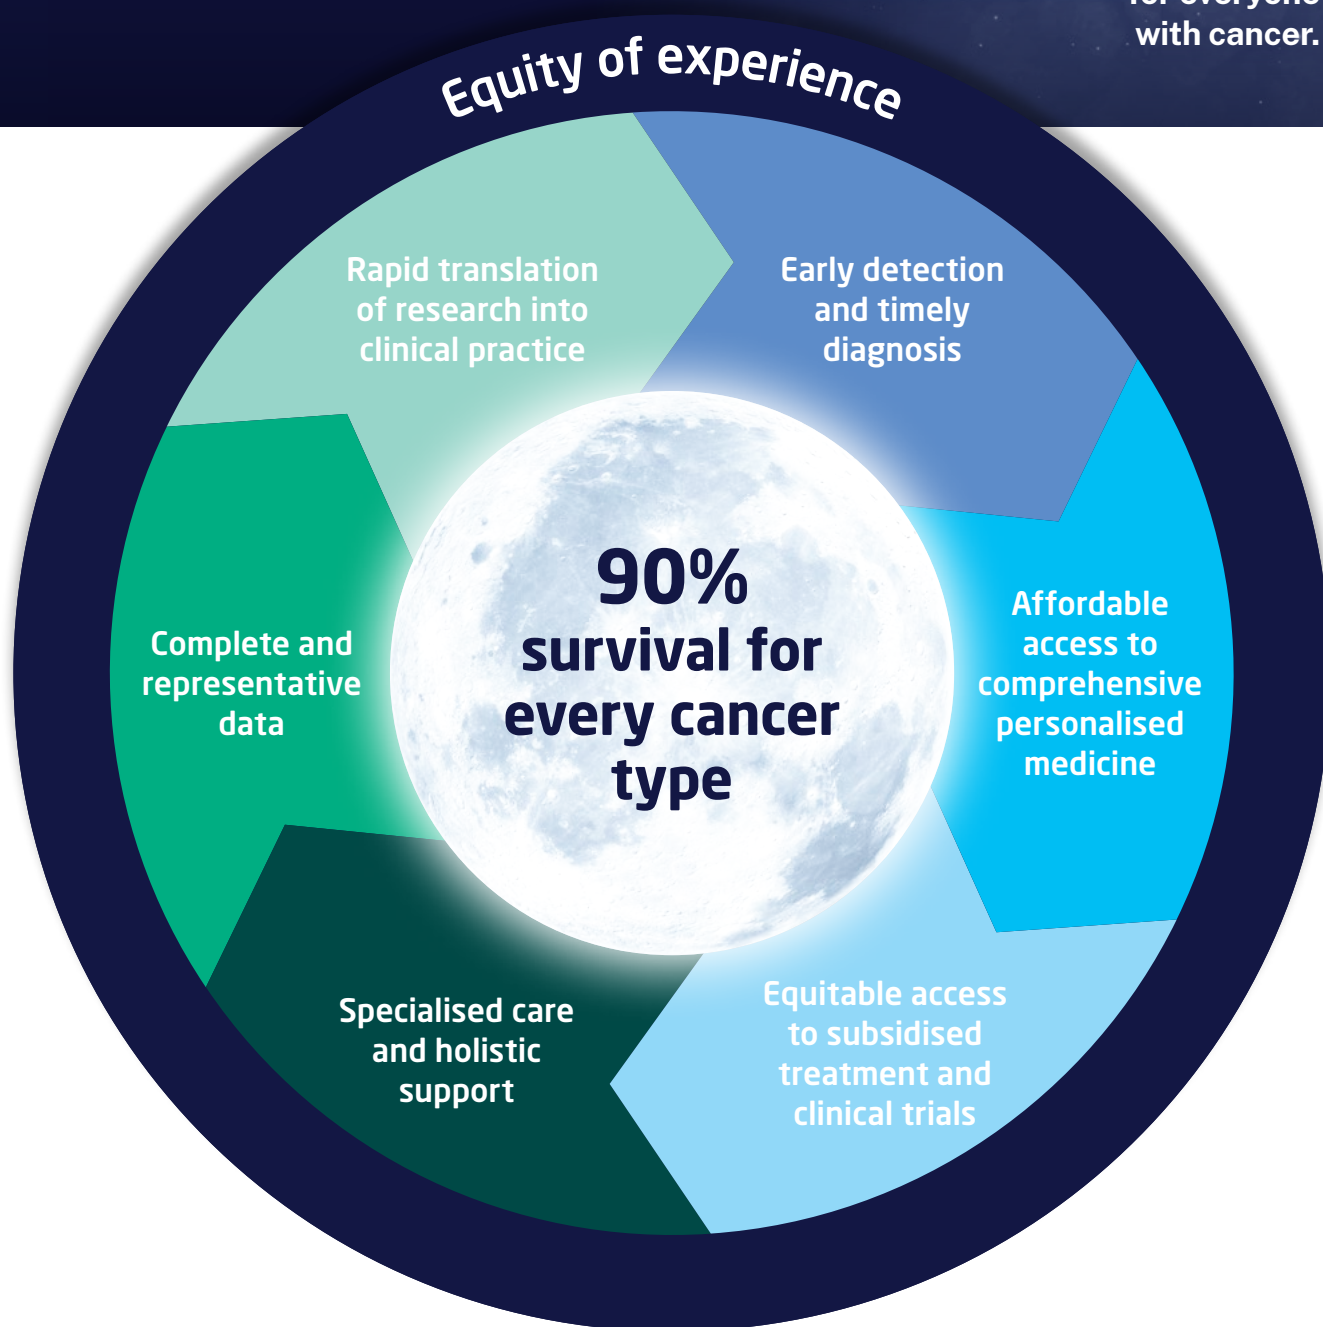 for everyone
with cancer.
Equity of experience
Rapid translation
of research into
clinical practice
Early detection
and timely
diagnosis
90%
survival for
every cancer
type
Affordable
access to
comprehensive
personalised
medicine
Complete and
representative
data
Specialised care
and holistic
support
Equitable access
to subsidised
treatment and
clinical trials